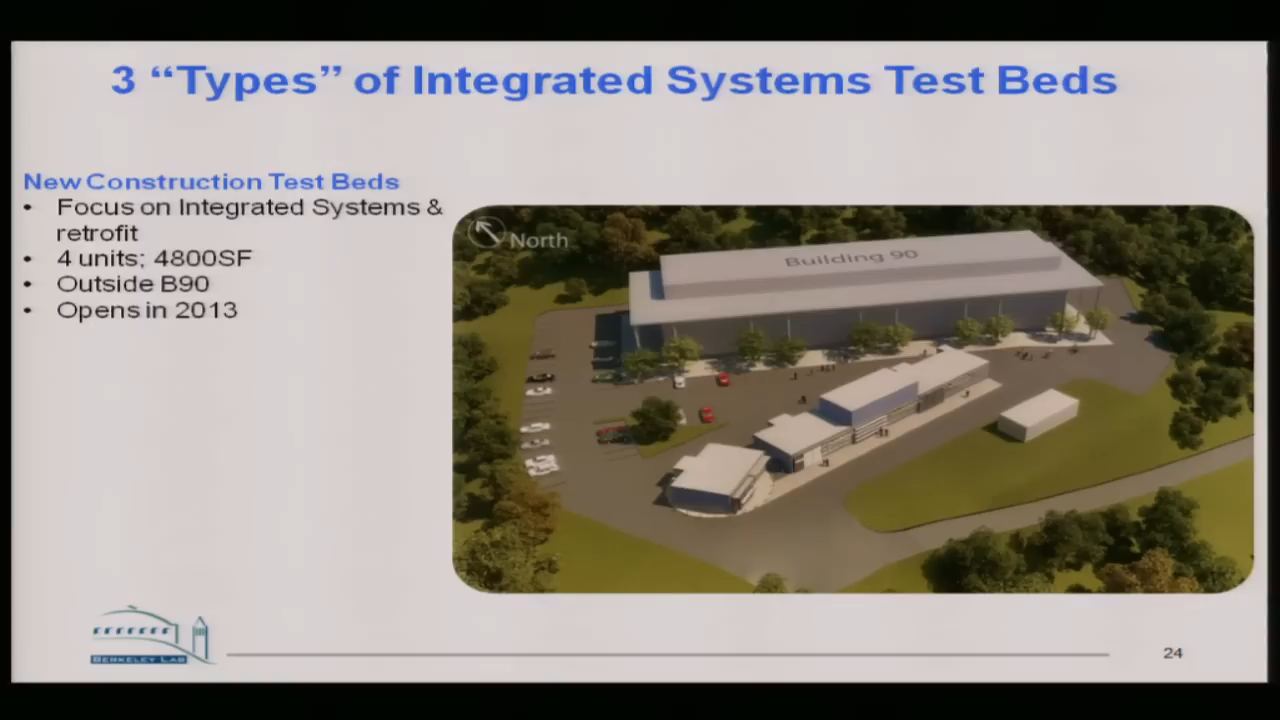 3 “Types” of Integrated Systems Test Beds
New Construction Test Beds
• Focus on Integrated Systems &
retrofit
• 4 units; 4800SF
• Outside B90
• Opens in 2013
North
Building 90
BERKELEY LAB
24